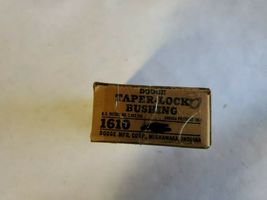 DODGE
TAPER-LOCK
BUSHING
1610
DODGE MFG. CORP., MISHAWAKA, INDIANA